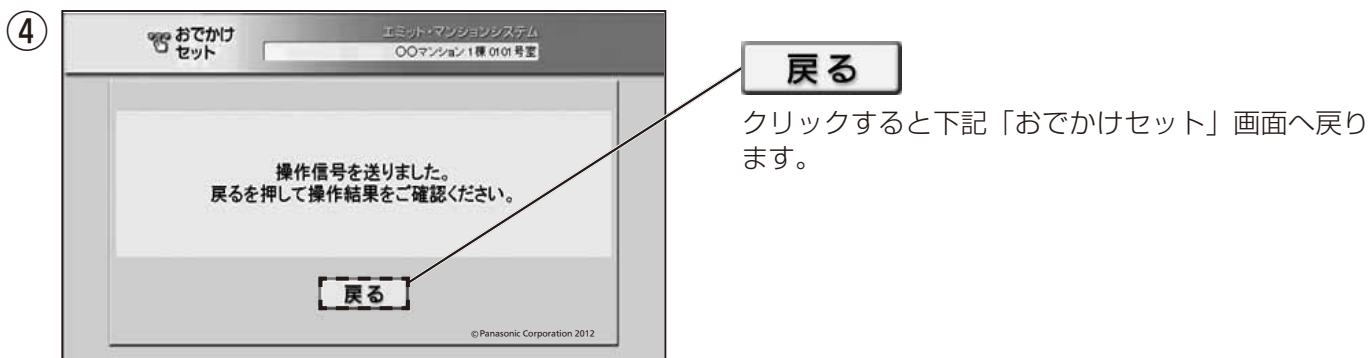 ④
おでかけ
セット
エミット・マンションシステム
〇〇マンション 1棟 0101 号室
操作信号を送りました。
戻るを押して操作結果をご確認ください。
戻る
©Panasonic Corporation 2012
戻る
クリックすると下記「おでかけセット」画面へ戻り
ます。